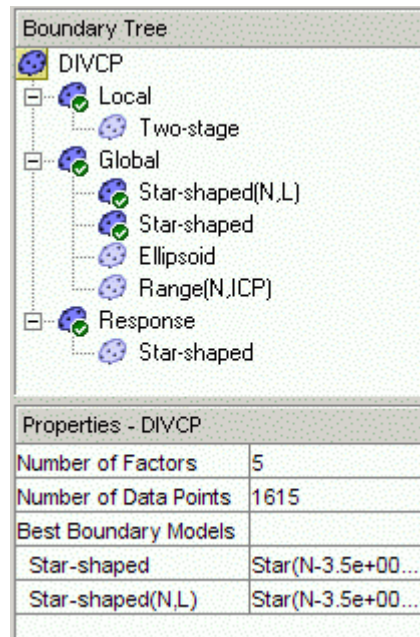 Boundary Tree
DIVCP
Local
Two-stage
Global
Star-shaped(N,L)
Star-shaped
Ellipsoid
Range(N,ICP)
Response
Star-shaped
Properties - DIVCP
Number of Factors 5
Number of Data Points 1615
Best Boundary Models
Star-shaped Star(N-3.5e+00...
Star-shaped(N,L) Star(N-3.5e+00...